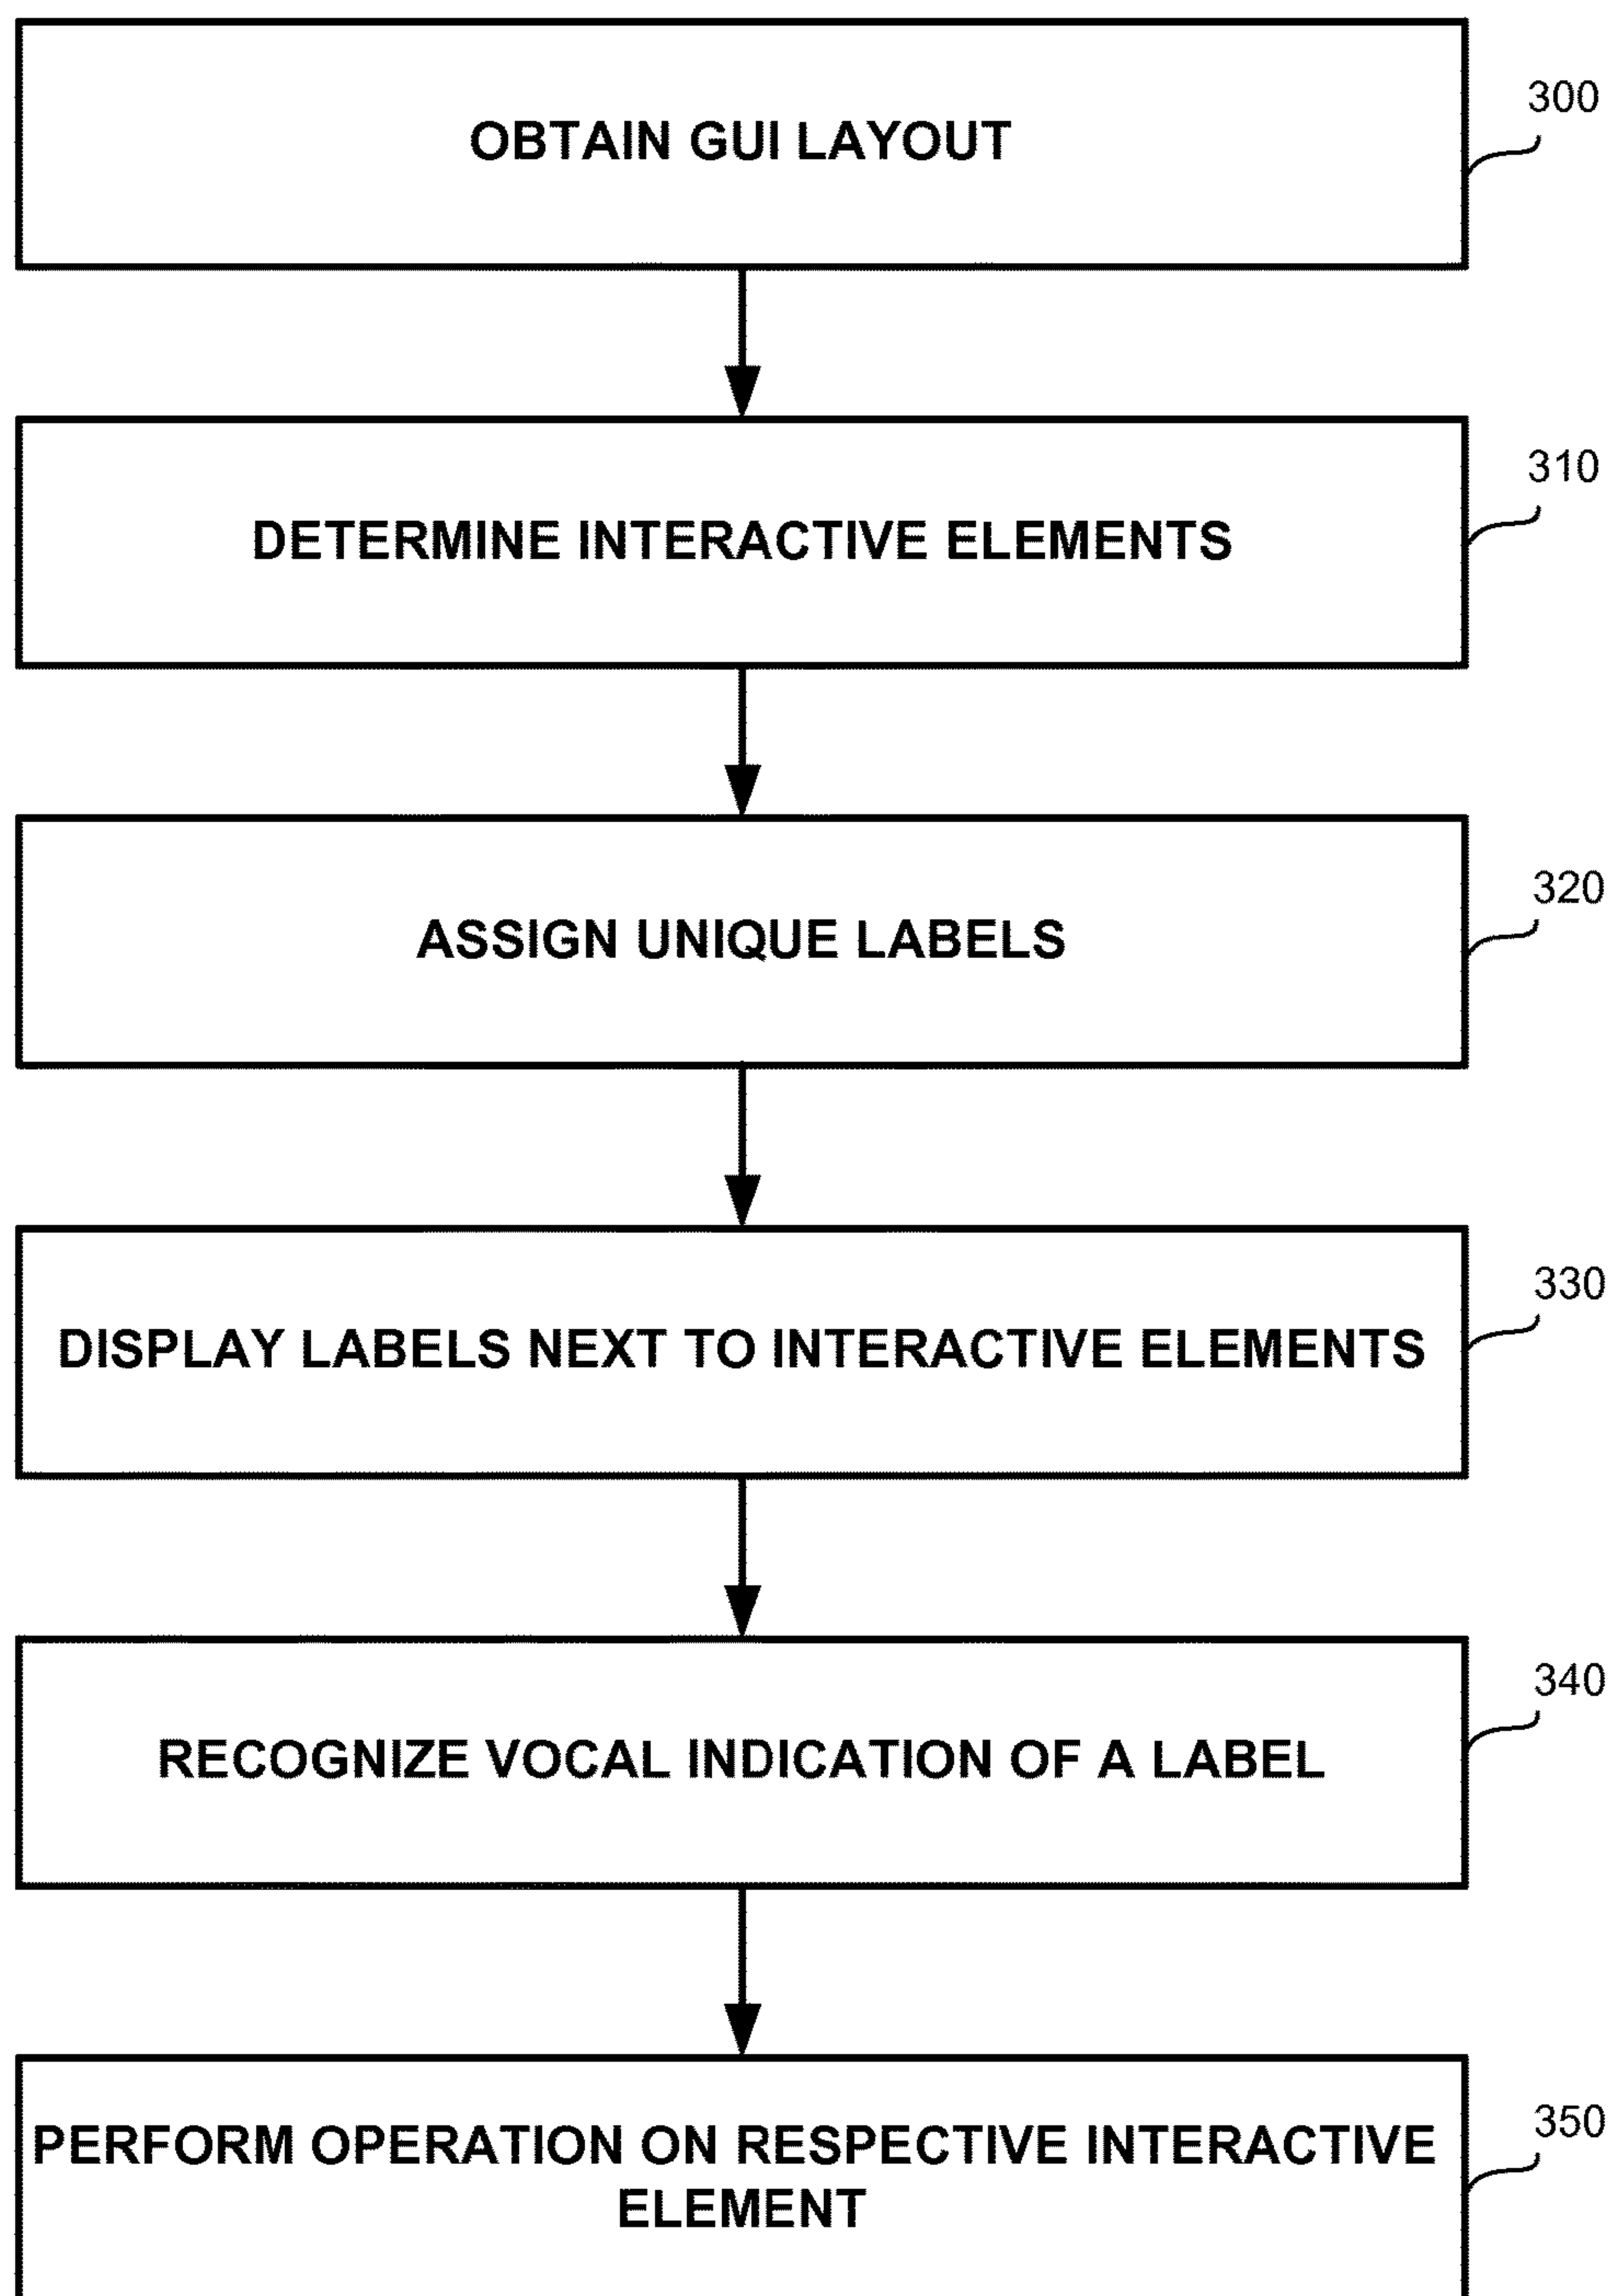 OBTAIN GUI LAYOUT
300
DETERMINE INTERACTIVE ELEMENTS
310
ASSIGN UNIQUE LABELS
320
DISPLAY LABELS NEXT TO INTERACTIVE ELEMENTS
330
RECOGNIZE VOCAL INDICATION OF A LABEL
340
PERFORM OPERATION ON RESPECTIVE INTERACTIVE
ELEMENT
350